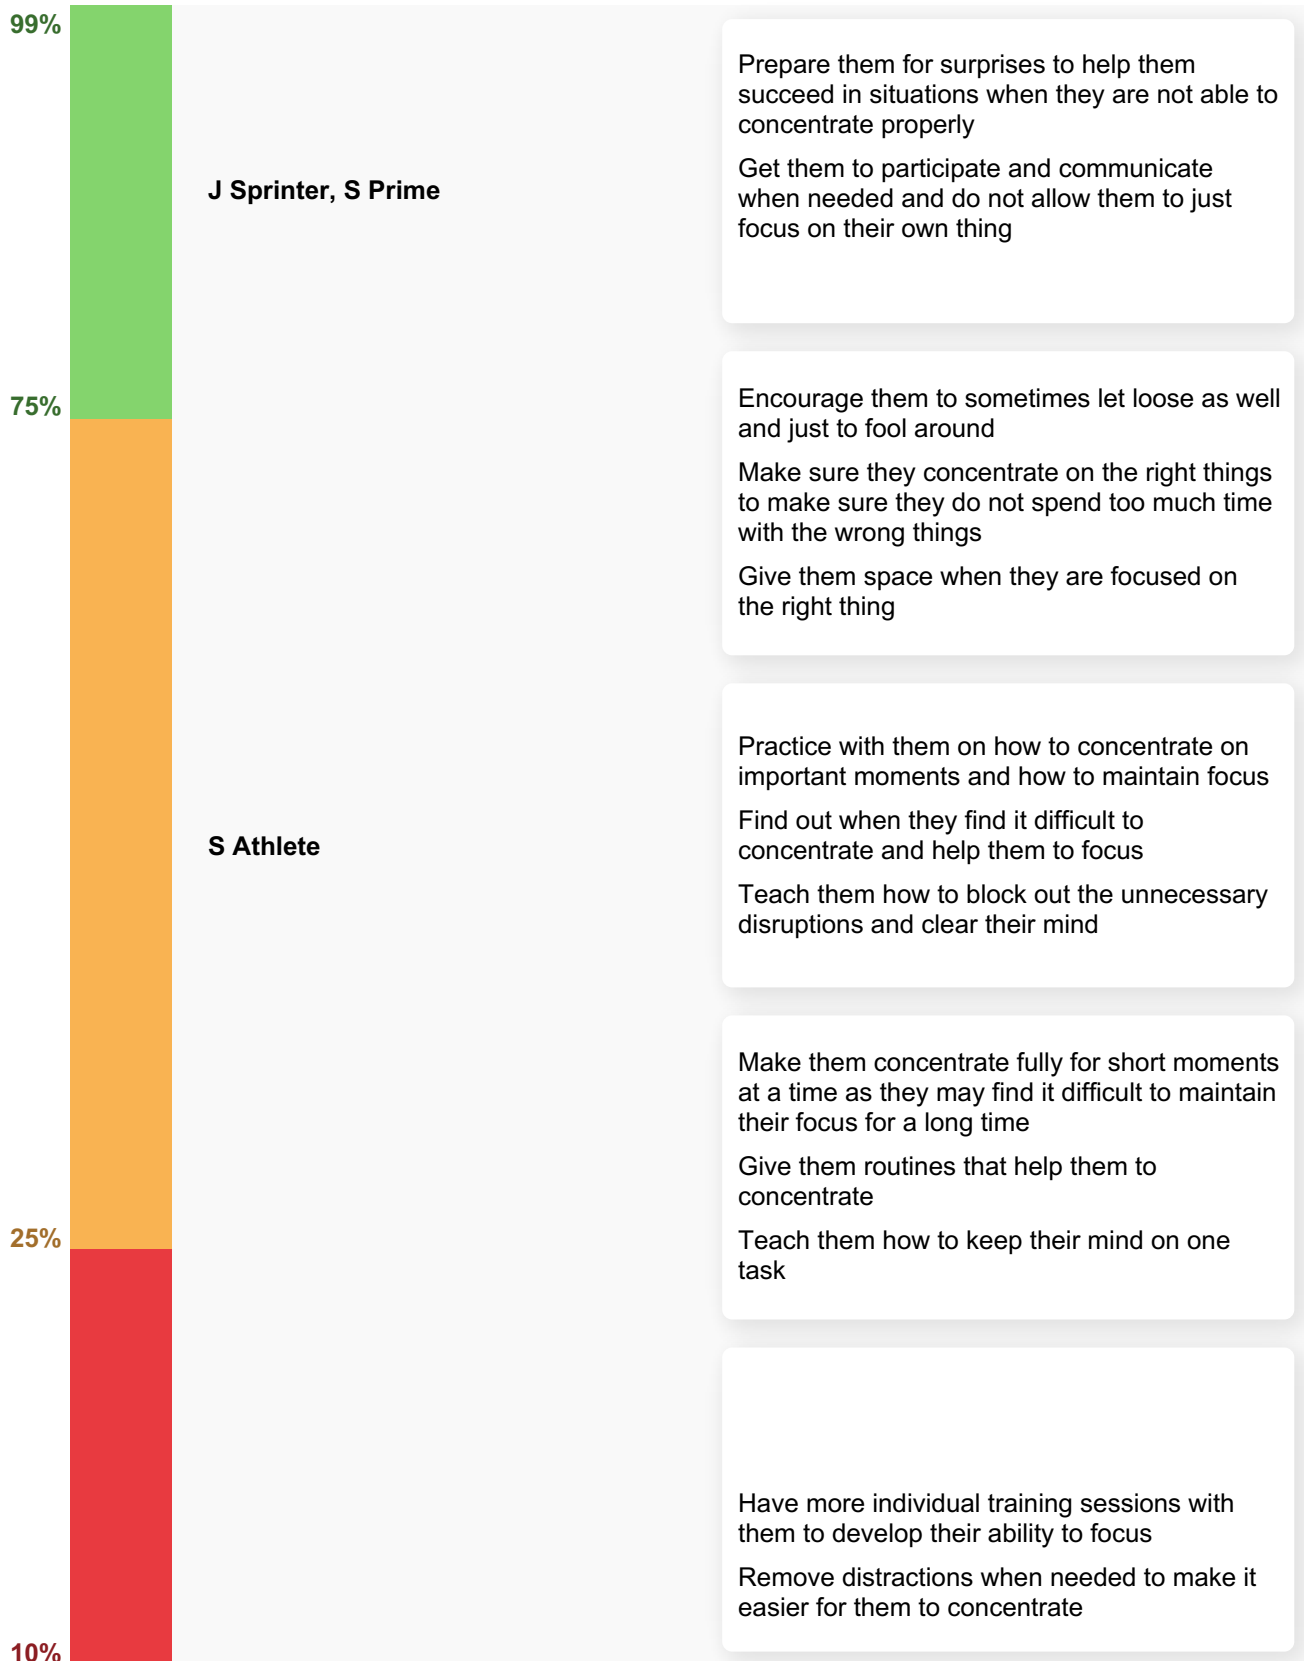 99%
Prepare them for surprises to help them
succeed in situations when they are not able to
concentrate properly
Get them to participate and communicate
when needed and do not allow them to just
focus on their own thing
J Sprinter, S Prime
75%
Encourage them to sometimes let loose as well
and just to fool around
Make sure they concentrate on the right things
to make sure they do not spend too much time
with the wrong things
Give them space when they are focused on
the right thing
Practice with them on how to concentrate on
important moments and how to maintain focus
Find out when they find it difficult to
concentrate and help them to focus
Teach them how to block out the unnecessary
disruptions and clear their mind
S Athlete
Make them concentrate fully for short moments
at a time as they may find it difficult to maintain
their focus for a long time
Give them routines that help them to
concentrate
Teach them how to keep their mind on one
task
25%
Have more individual training sessions with
them to develop their ability to focus
Remove distractions when needed to make it
easier for them to concentrate
10%